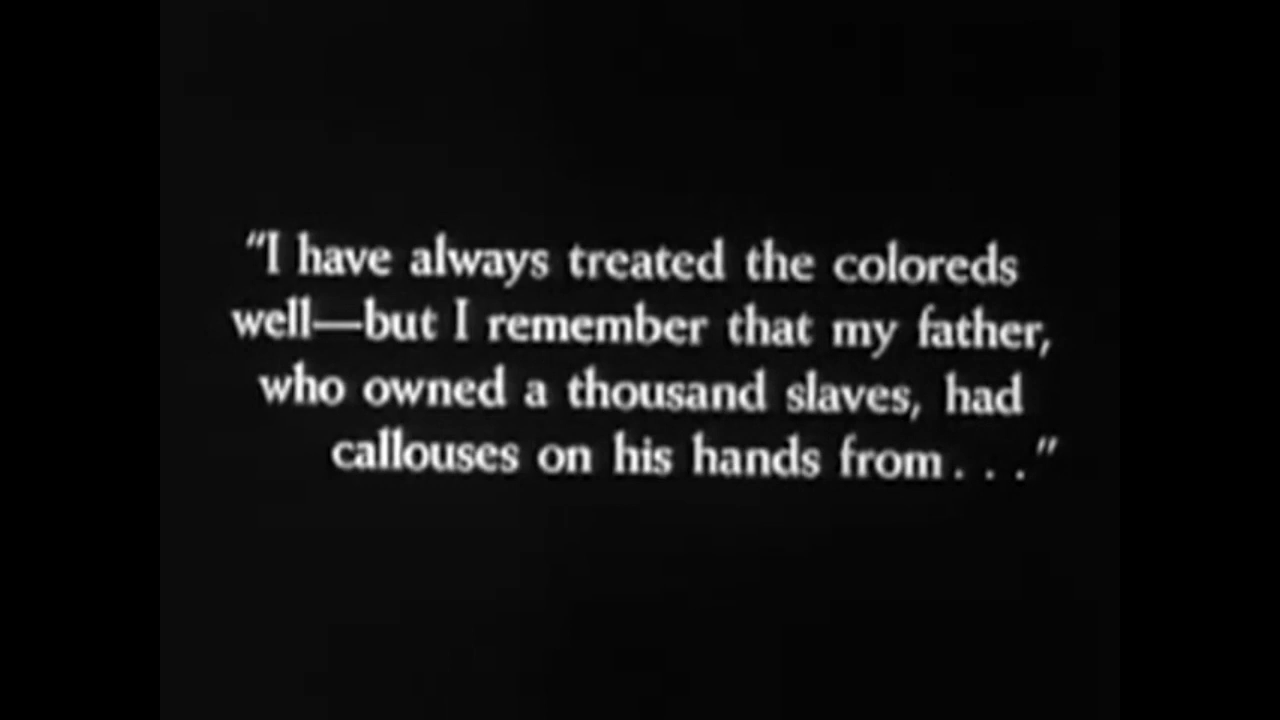 "I have always treated the coloreds
well—but I remember that my father,
who owned a thousand slaves, had
callouses on his hands from . . ."